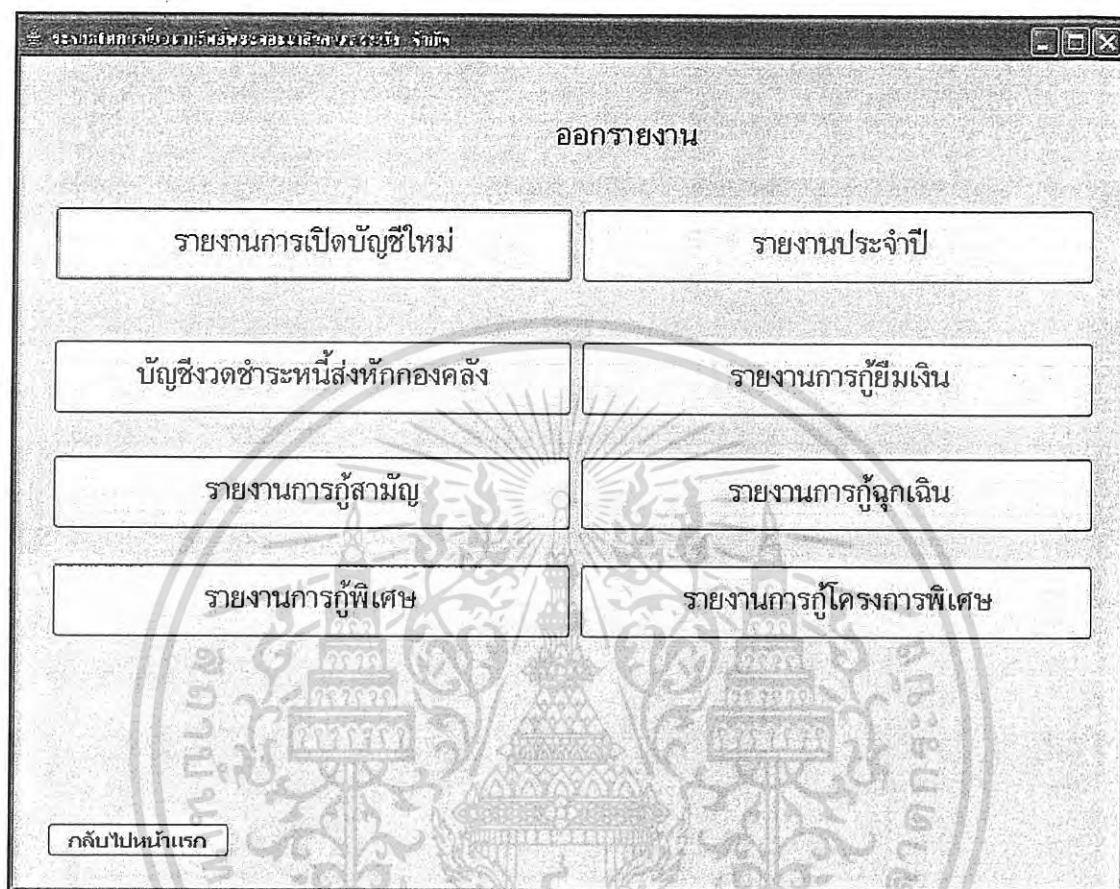 ออกรายงาน
รายงานการเปิดบัญชีใหม่
รายงานประจำปี
บัญชีงวดชำระหนี้ส่งหักกองคลัง
รายงานการกู้ยืมเงิน
รายงานการกู้สามัญ
รายงานการกู้ฉุกเฉิน
รายงานการกู้พิเศษ
รายงานการกู้โครงการพิเศษ
กลับไปหน้าแรก